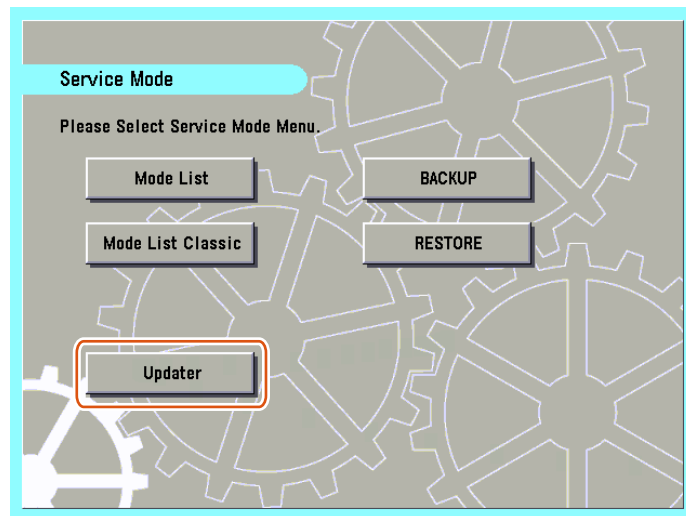 Service Mode
Please Select Service Mode Menu.
Mode List
BACKUP
Mode List Classic
RESTORE
Updater